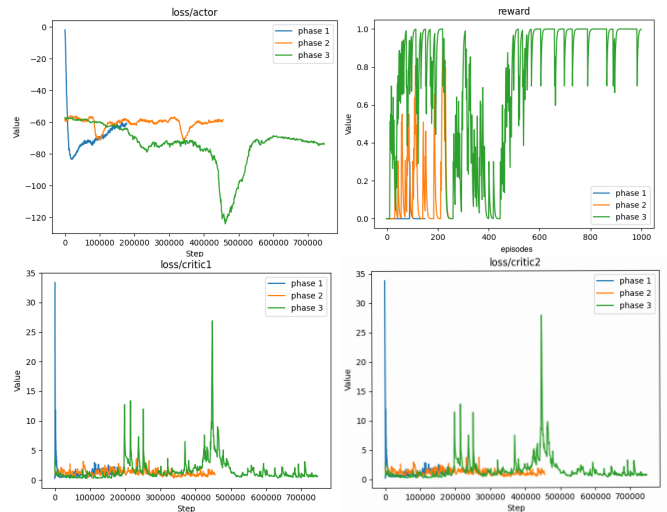 loss/actor
0
−20
−40
−60
−80
−100
−120
Value
0 100000 200000 300000 400000 500000 600000 700000
Step
phase 1
phase 2
phase 3
reward
1.0
0.8
0.6
0.4
0.2
0.0
Value
0 200 400 600 800 1000
episodes
phase 1
phase 2
phase 3
loss/critic1
35
30
25
20
15
10
5
0
Value
0 100000 200000 300000 400000 500000 600000 700000
Step
phase 1
phase 2
phase 3
loss/critic2
35
30
25
20
15
10
5
0
Value
0 100000 200000 300000 400000 500000 600000 700000
Step
phase 1
phase 2
phase 3